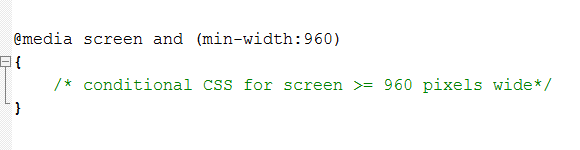 @media screen and (min-width:960)
{
/* conditional CSS for screen >= 960 pixels wide*/
}